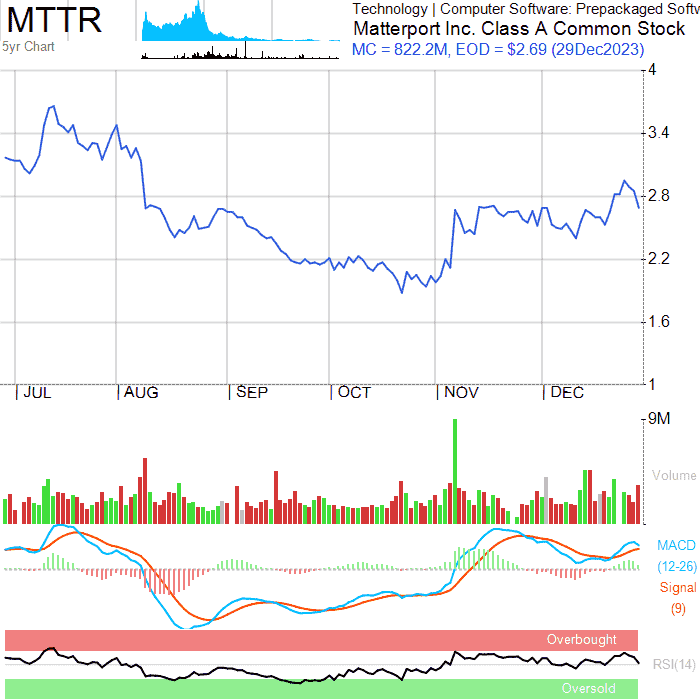 MTTR
5yr Chart
Technology | Computer Software: Prepackaged Softw
Matterport Inc. Class A Common Stock
MC = 822.2M, EOD = $2.69 (29Dec2023)
4
3.4
2.8
2.2
1.6
1
JUL AUG SEP OCT NOV DEC
9M
Volume
MACD
(12-26)
Signal
(9)
Overbought
RSI(14)
Oversold